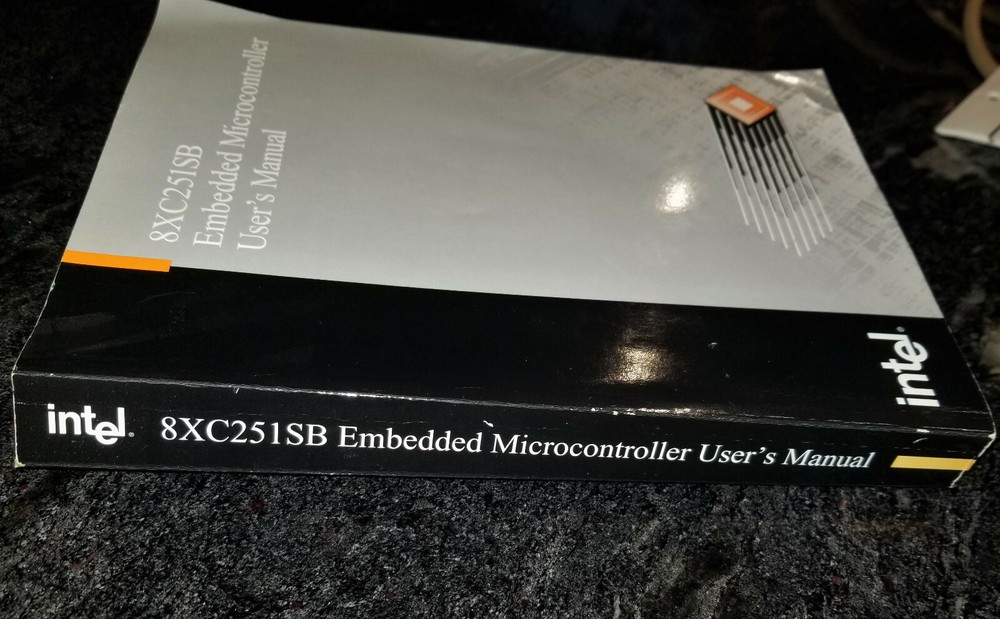 8XC251SB
Embedded Microcontroller
User's Manual
intel®
intel® 8XC251SB Embedded Microcontroller User's Manual